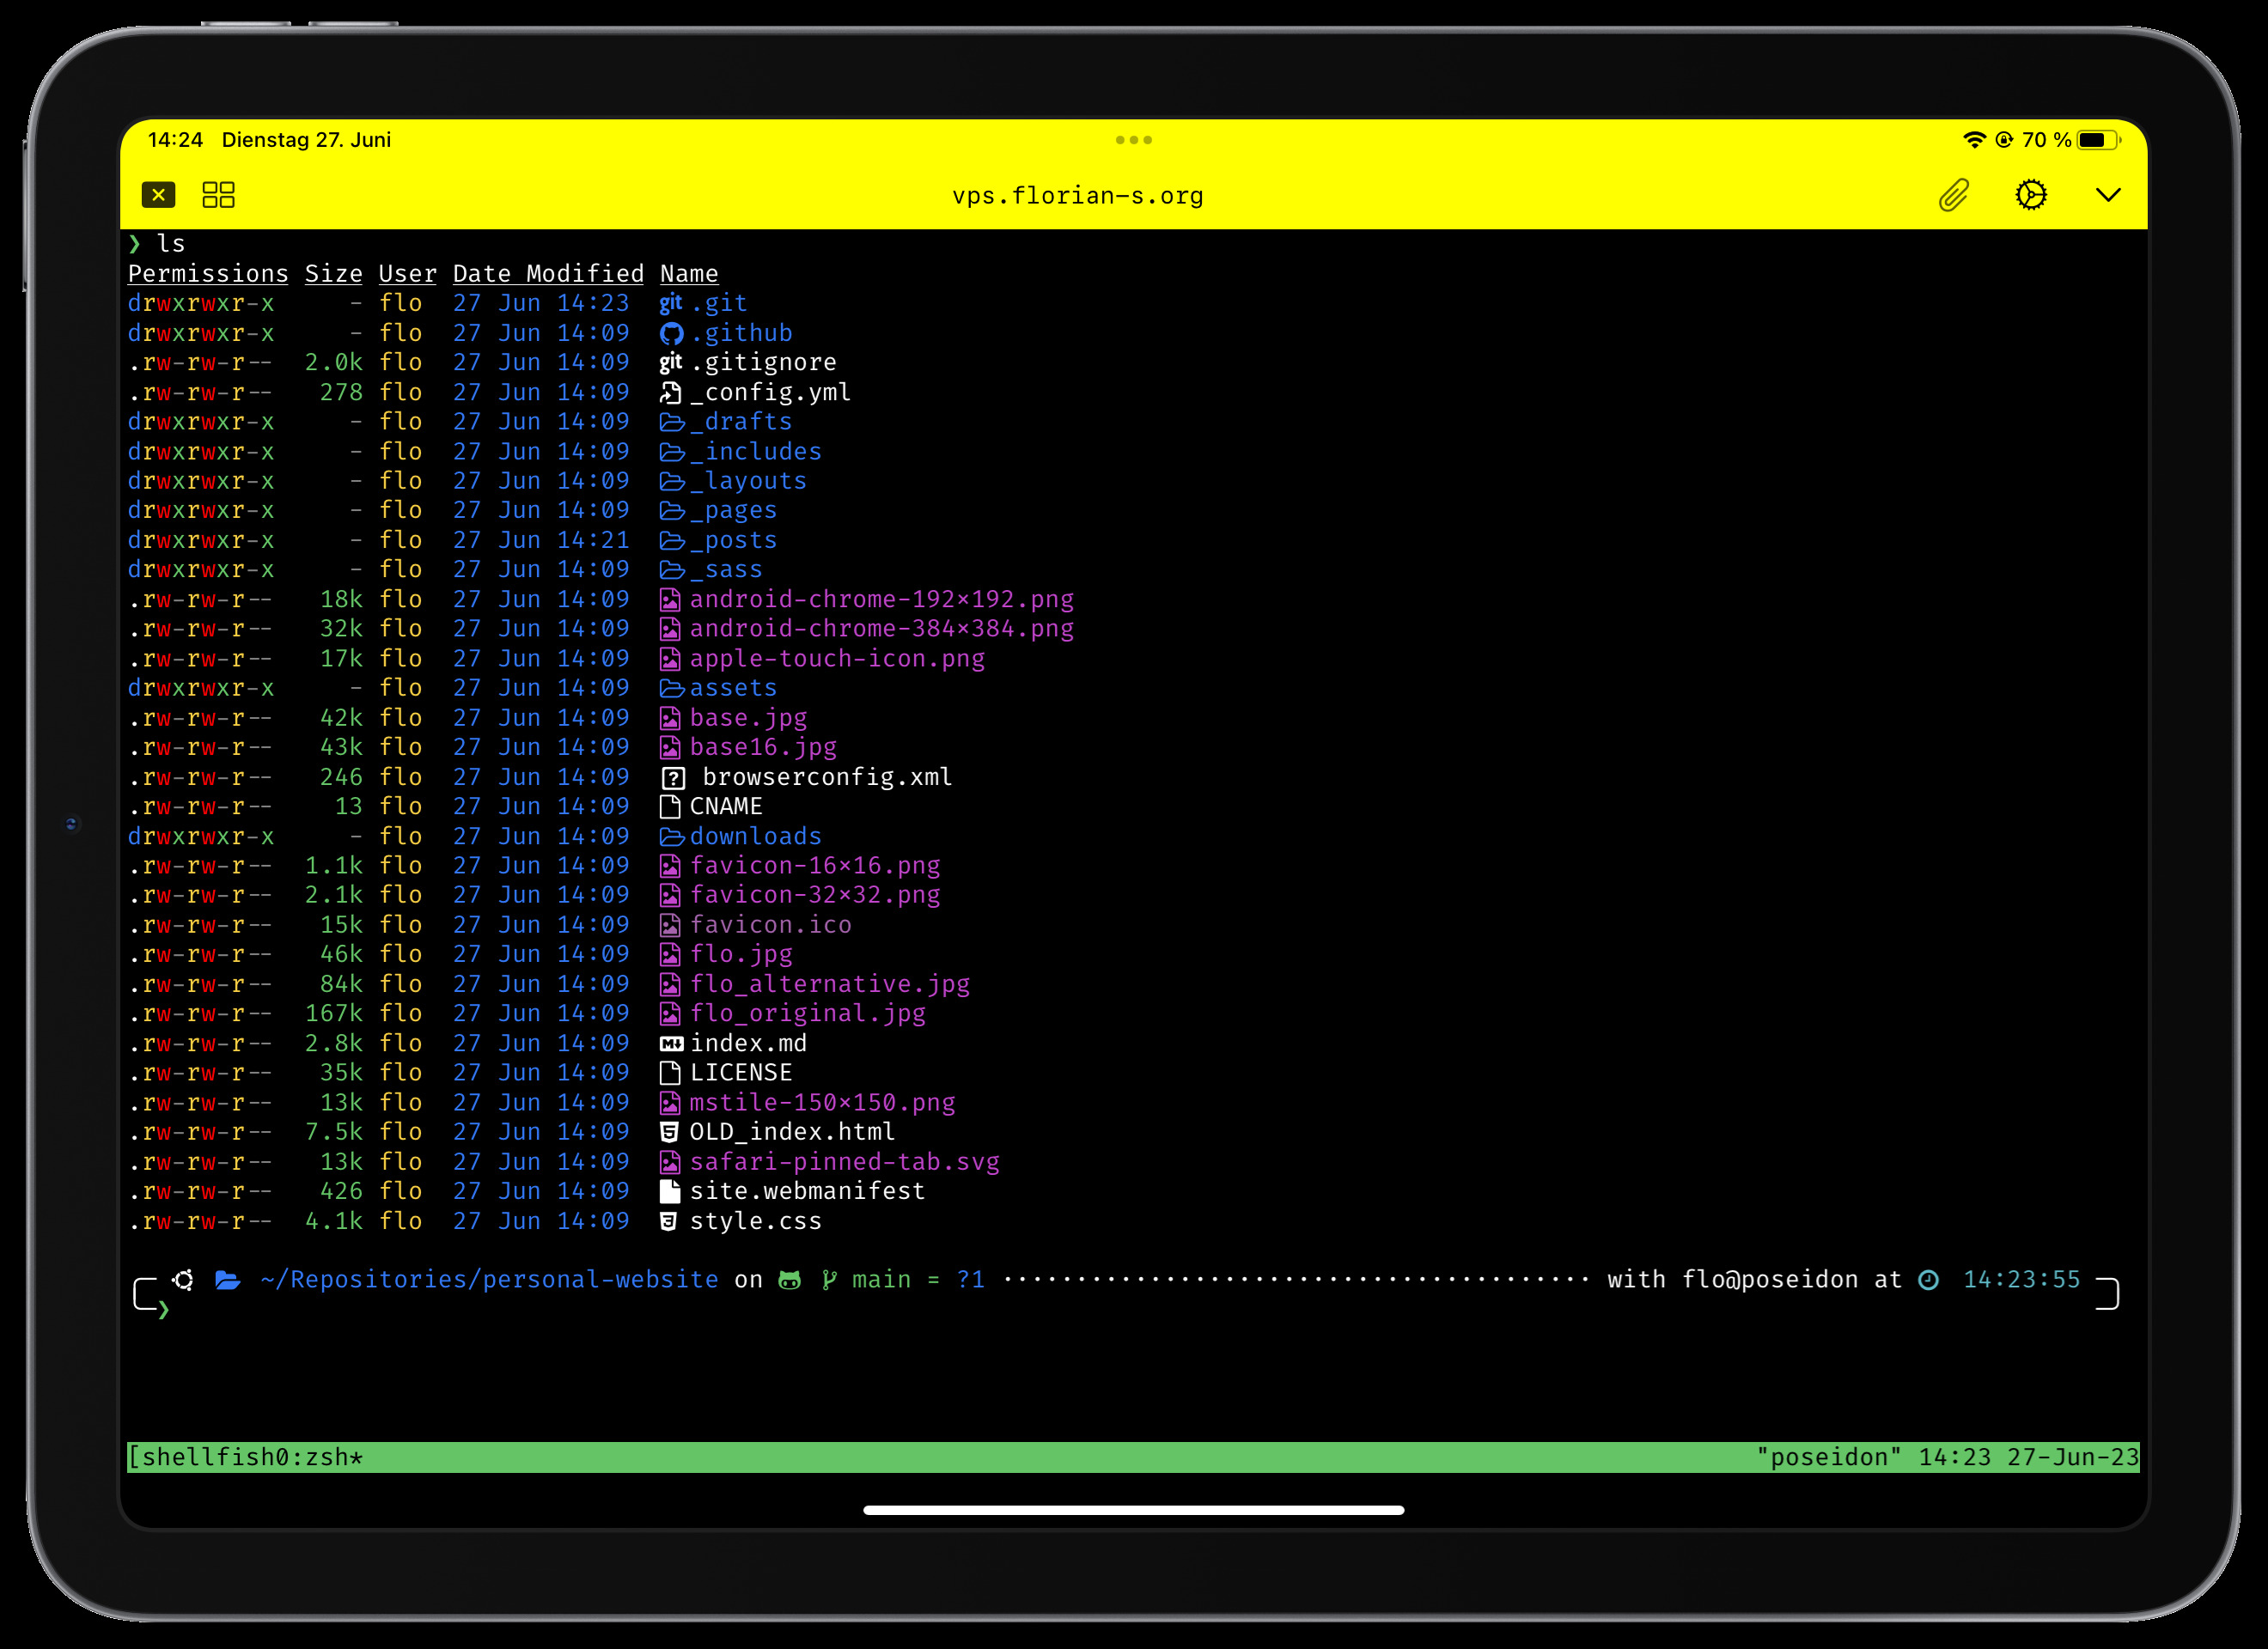 14:24 Dienstag 27. Juni 70 %
vps.florian-s.org
❯ ls
Permissions Size User Date Modified Name
drwxrwxr-x - flo 27 Jun 14:23 git .git
drwxrwxr-x - flo 27 Jun 14:09 .github
.rw-rw-r-- 2.0k flo 27 Jun 14:09 git .gitignore
.rw-rw-r-- 278 flo 27 Jun 14:09 _config.yml
drwxrwxr-x - flo 27 Jun 14:09 _drafts
drwxrwxr-x - flo 27 Jun 14:09 _includes
drwxrwxr-x - flo 27 Jun 14:09 _layouts
drwxrwxr-x - flo 27 Jun 14:09 _pages
drwxrwxr-x - flo 27 Jun 14:21 _posts
drwxrwxr-x - flo 27 Jun 14:09 _sass
.rw-rw-r-- 18k flo 27 Jun 14:09 android-chrome-192×192.png
.rw-rw-r-- 32k flo 27 Jun 14:09 android-chrome-384×384.png
.rw-rw-r-- 17k flo 27 Jun 14:09 apple-touch-icon.png
drwxrwxr-x - flo 27 Jun 14:09 assets
.rw-rw-r-- 42k flo 27 Jun 14:09 base.jpg
.rw-rw-r-- 43k flo 27 Jun 14:09 base16.jpg
.rw-rw-r-- 246 flo 27 Jun 14:09 browserconfig.xml
.rw-rw-r-- 13 flo 27 Jun 14:09 CNAME
drwxrwxr-x - flo 27 Jun 14:09 downloads
.rw-rw-r-- 1.1k flo 27 Jun 14:09 favicon-16×16.png
.rw-rw-r-- 2.1k flo 27 Jun 14:09 favicon-32×32.png
.rw-rw-r-- 15k flo 27 Jun 14:09 favicon.ico
.rw-rw-r-- 46k flo 27 Jun 14:09 flo.jpg
.rw-rw-r-- 84k flo 27 Jun 14:09 flo_alternative.jpg
.rw-rw-r-- 167k flo 27 Jun 14:09 flo_original.jpg
.rw-rw-r-- 2.8k flo 27 Jun 14:09 index.md
.rw-rw-r-- 35k flo 27 Jun 14:09 LICENSE
.rw-rw-r-- 13k flo 27 Jun 14:09 mstile-150×150.png
.rw-rw-r-- 7.5k flo 27 Jun 14:09 OLD_index.html
.rw-rw-r-- 13k flo 27 Jun 14:09 safari-pinned-tab.svg
.rw-rw-r-- 426 flo 27 Jun 14:09 site.webmanifest
.rw-rw-r-- 4.1k flo 27 Jun 14:09 style.css
~/Repositories/personal-website on main = ?1 ········································ with flo@poseidon at 14:23:55
❯
[shellfish0:zsh* "poseidon" 14:23 27-Jun-23